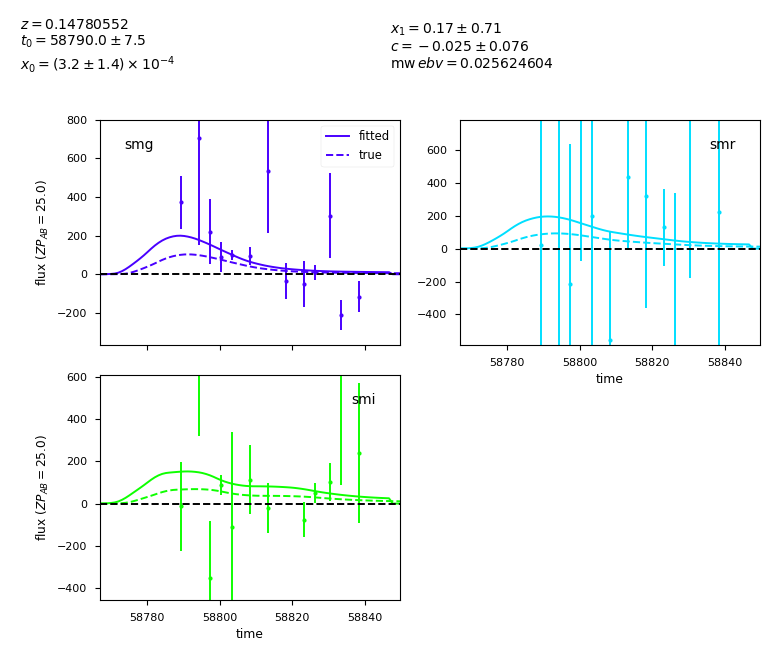 z = 0.14780552
t₀ = 58790.0 ± 7.5
x₀ = (3.2 ± 1.4) × 10⁻⁴
x₁ = 0.17 ± 0.71
c = −0.025 ± 0.076
mw ebv = 0.025624604
800
600
400
200
0
−200
flux (ZP_AB = 25.0)
smg
fitted
true
600
400
200
0
−200
−400
smr
58780 58800 58820 58840
time
600
400
200
0
−200
−400
flux (ZP_AB = 25.0)
smi
58780 58800 58820 58840
time